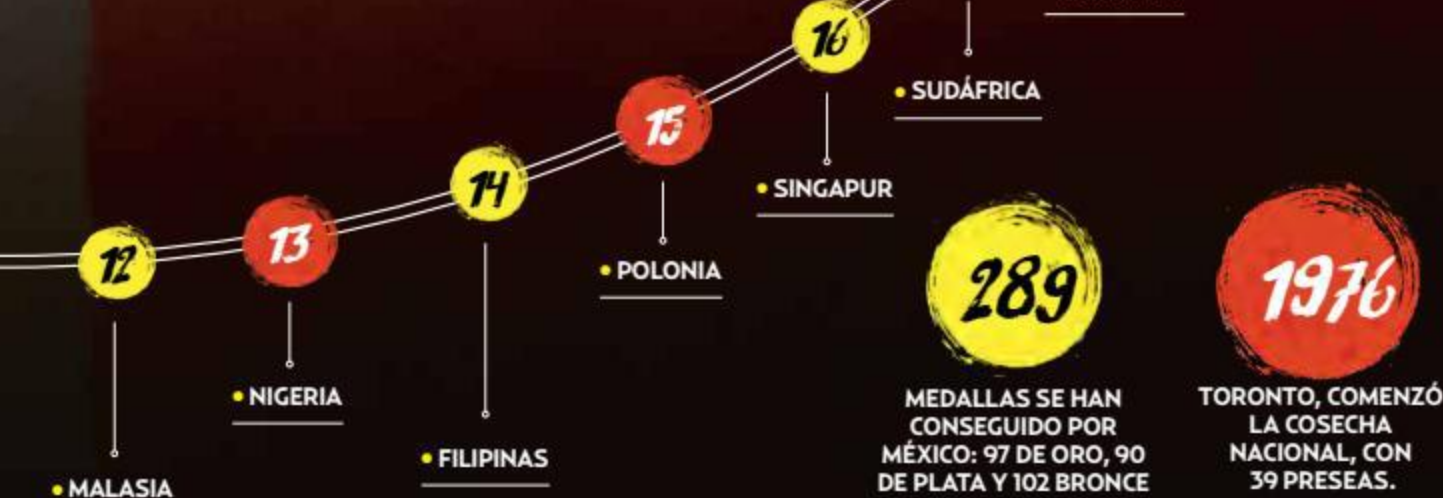 16
• SUDÁFRICA
15
• SINGAPUR
14
• POLONIA
12
13
• NIGERIA
• FILIPINAS
• MALASIA
289
MEDALLAS SE HAN
CONSEGUIDO POR
MÉXICO: 97 DE ORO, 90
DE PLATA Y 102 BRONCE
1976
TORONTO, COMENZÓ
LA COSECHA
NACIONAL, CON
39 PRESEAS.